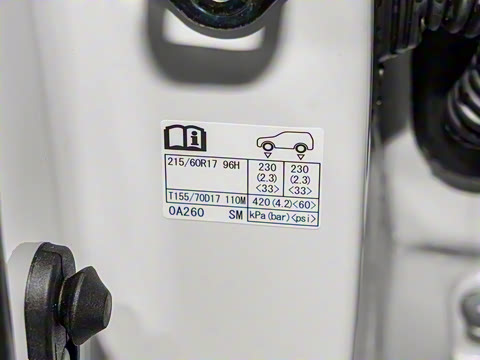 215/60R17 96H 230 230
(2.3) (2.3)
<33> <33>
T155/70D17 110M 420 (4.2)<60>
0A260 SM kPa(bar)<psi>